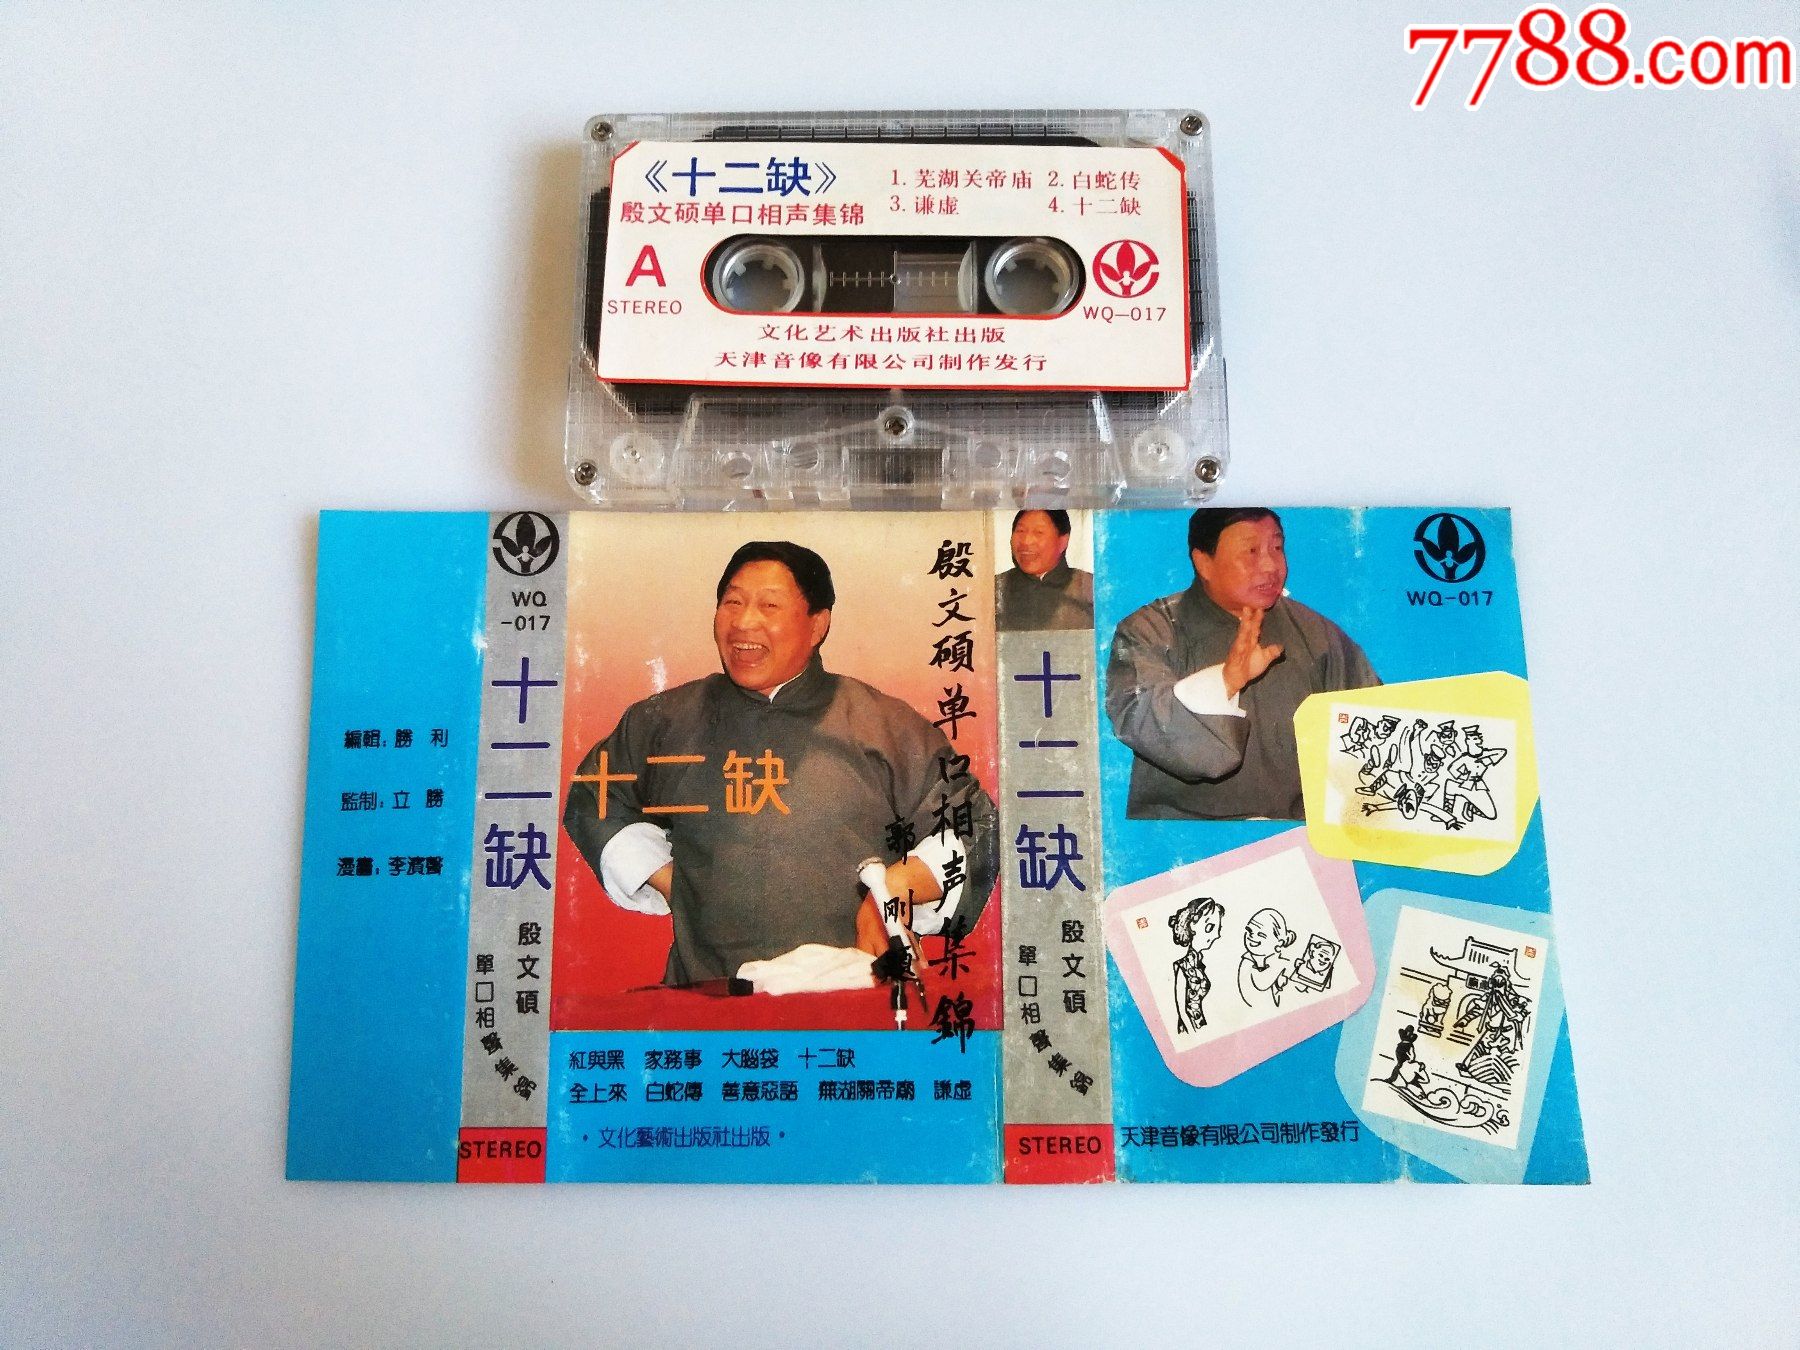 7788.com
《十二缺》
殷文硕单口相声集锦
1. 芜湖关帝庙 2. 白蛇传
3. 谦虚 4. 十二缺
A
STEREO
WQ—017
文化艺术出版社出版
天津音像有限公司制作发行
編輯：勝 利
監制：立 勝
漫畫：李濱聲
WQ
-017
十二缺
殷文碩
單口相聲集錦
STEREO
殷文碩单口相声集錦
郭刚題
十二缺
紅與黑 家務事 大腦袋 十二缺
全上來 白蛇傳 善意惡語 蕪湖關帝廟 謙虛
·文化藝術出版社出版·
十二缺
殷文碩
單口相聲集錦
STEREO
WQ-017
天津音像有限公司制作發行